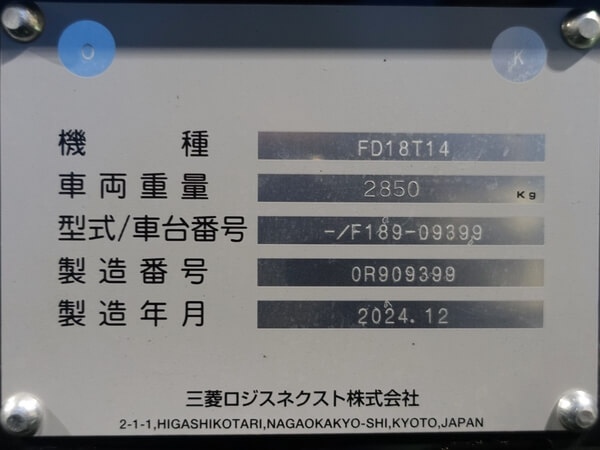 O K
機種 FD18T14
車両重量 2850 Kg
型式/車台番号 -/F189-09399
製造番号 0R909399
製造年月 2024.12
三菱ロジスネクスト株式会社
2-1-1,HIGASHIKOTARI,NAGAOKAKYO-SHI,KYOTO,JAPAN